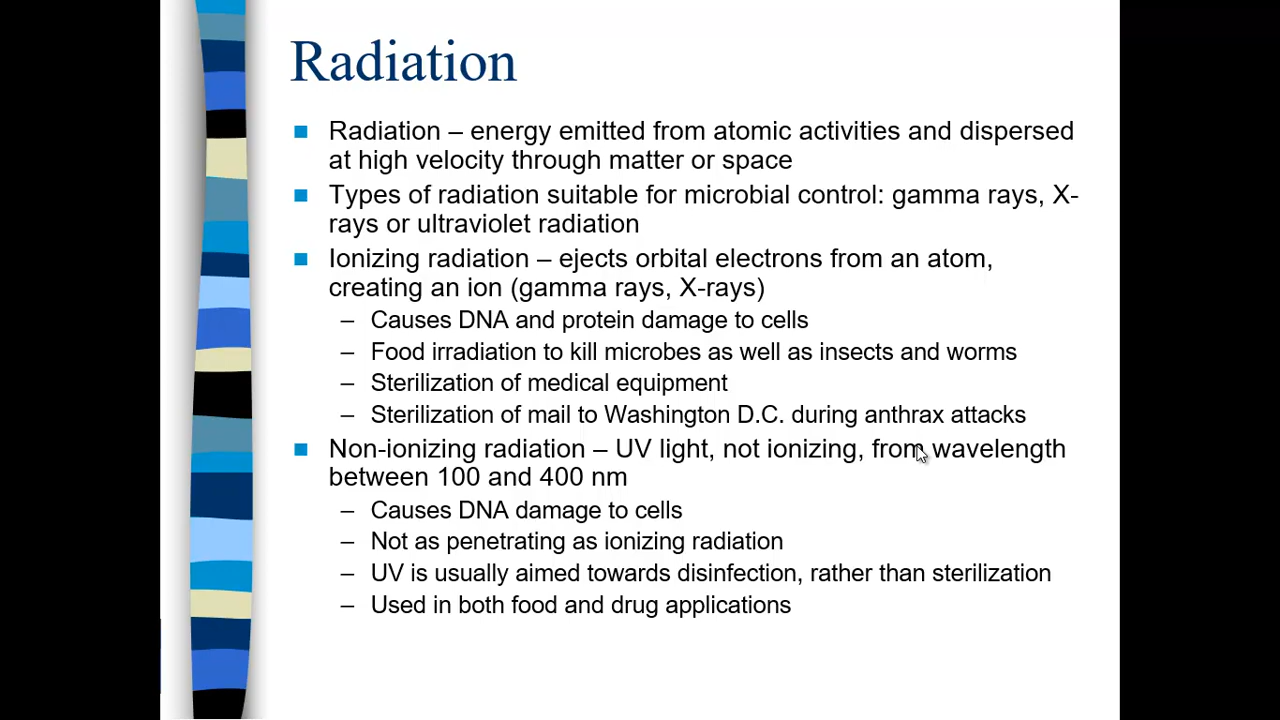 Radiation
Radiation – energy emitted from atomic activities and dispersed
at high velocity through matter or space
Types of radiation suitable for microbial control: gamma rays, X-
rays or ultraviolet radiation
Ionizing radiation – ejects orbital electrons from an atom,
creating an ion (gamma rays, X-rays)
– Causes DNA and protein damage to cells
– Food irradiation to kill microbes as well as insects and worms
– Sterilization of medical equipment
– Sterilization of mail to Washington D.C. during anthrax attacks
Non-ionizing radiation – UV light, not ionizing, from wavelength
between 100 and 400 nm
– Causes DNA damage to cells
– Not as penetrating as ionizing radiation
– UV is usually aimed towards disinfection, rather than sterilization
– Used in both food and drug applications